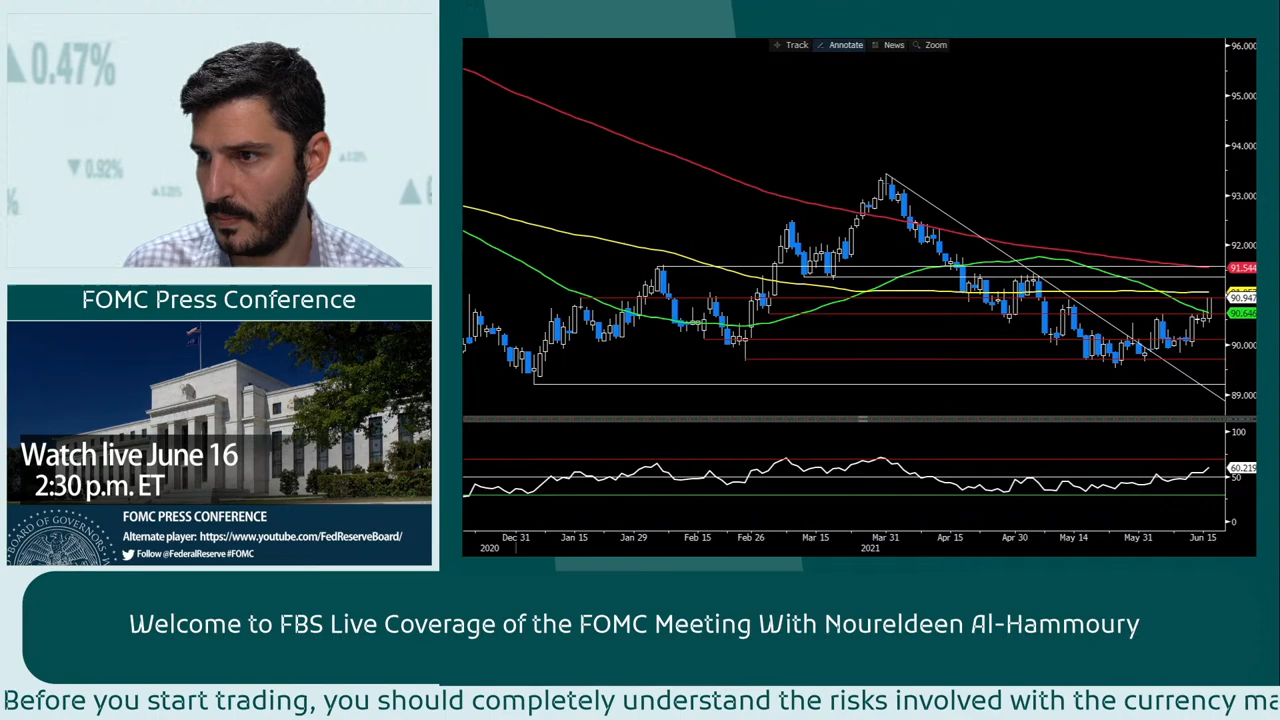 0.47%
0.92%
FOMC Press Conference
Watch live June 16
2:30 p.m. ET
BOARD OF GOVERNORS
FOMC PRESS CONFERENCE
Alternate player: https://www.youtube.com/FedReserveBoard/
Follow @FederalReserve #FOMC
Track Annotate News Zoom
96.000
95.000
94.000
93.000
92.000
91.544
90.947
90.646
90.000
89.000
100
60.219
50
0
Dec 31 Jan 15 Jan 29 Feb 15 Feb 26 Mar 15 Mar 31 Apr 15 Apr 30 May 14 May 31 Jun 15
2020 2021
Welcome to FBS Live Coverage of the FOMC Meeting With Noureldeen Al-Hammoury
Before you start trading, you should completely understand the risks involved with the currency ma